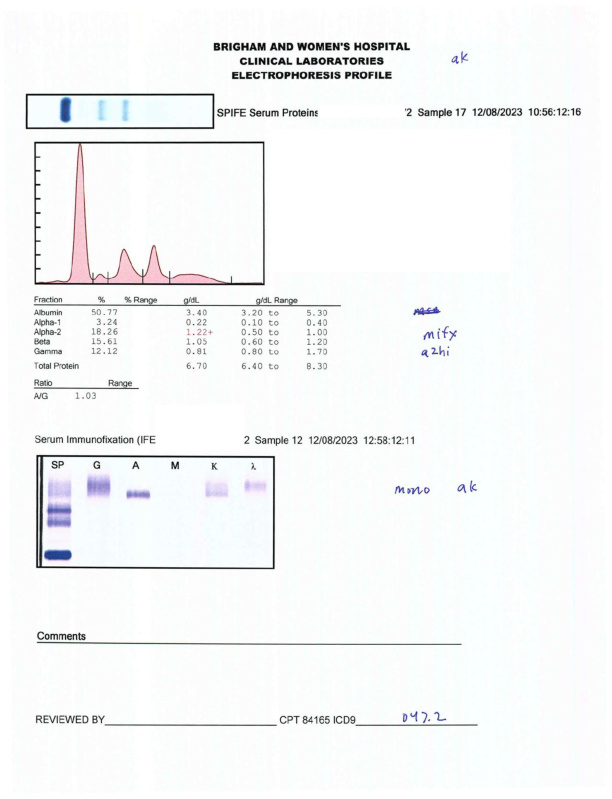 BRIGHAM AND WOMEN'S HOSPITAL
CLINICAL LABORATORIES
ELECTROPHORESIS PROFILE
ak
SPIFE Serum Proteins '2 Sample 17 12/08/2023 10:56:12:16
Fraction % % Range g/dL g/dL Range
Albumin 50.77 3.40 3.20 to 5.30
Alpha-1 3.24 0.22 0.10 to 0.40
Alpha-2 18.26 1.22+ 0.50 to 1.00
Beta 15.61 1.05 0.60 to 1.20
Gamma 12.12 0.81 0.80 to 1.70
Total Protein 6.70 6.40 to 8.30
mifx
a2hi
Ratio Range
A/G 1.03
Serum Immunofixation (IFE 2 Sample 12 12/08/2023 12:58:12:11
SP G A M K λ
mono ak
Comments
REVIEWED BY CPT 84165 ICD9 D47.2